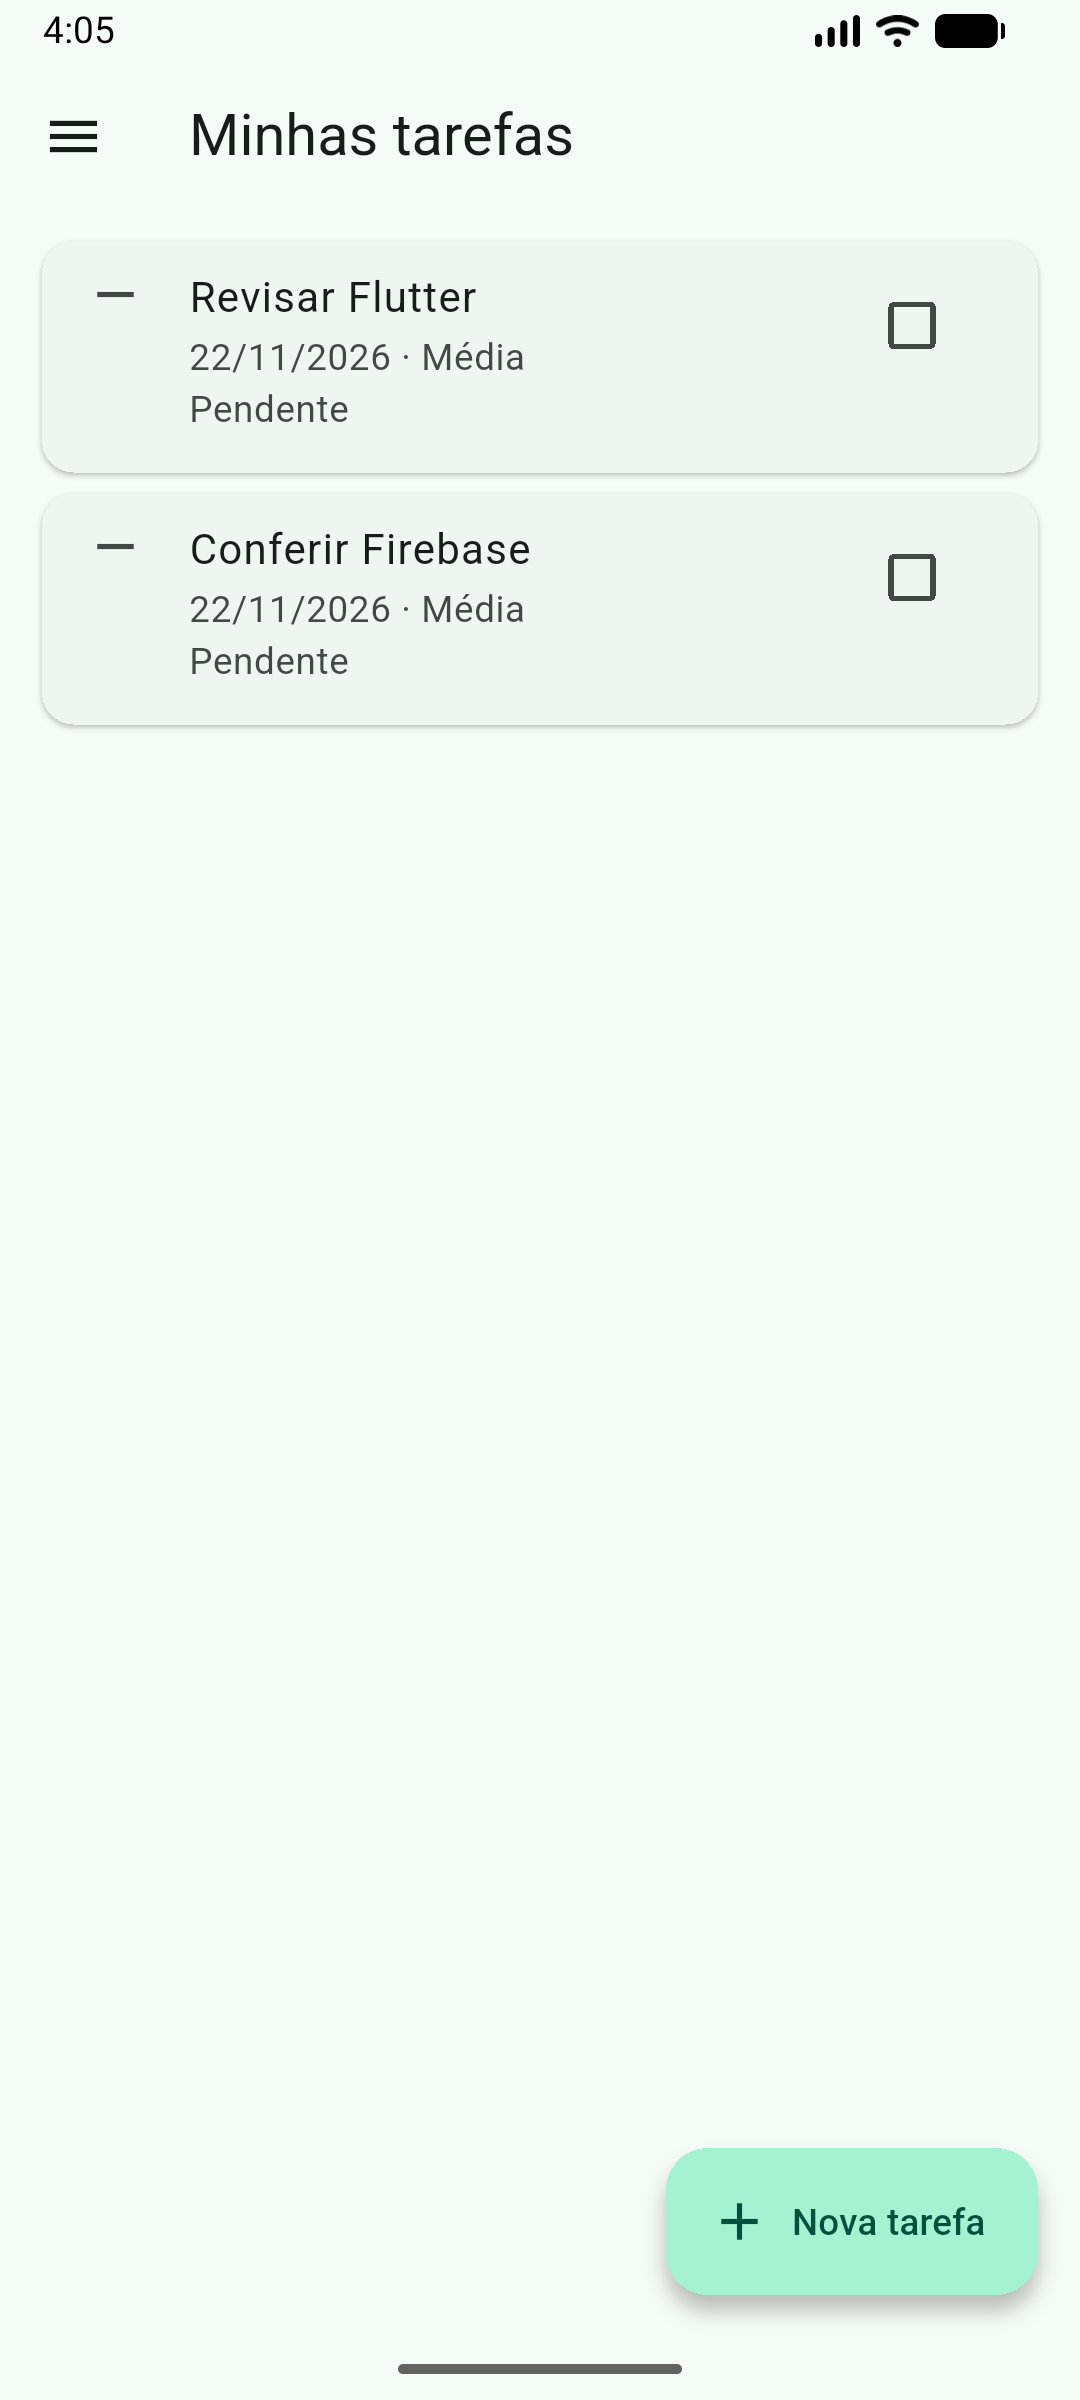 4:05
Minhas tarefas
Revisar Flutter
22/11/2026 · Média
Pendente
Conferir Firebase
22/11/2026 · Média
Pendente
Nova tarefa